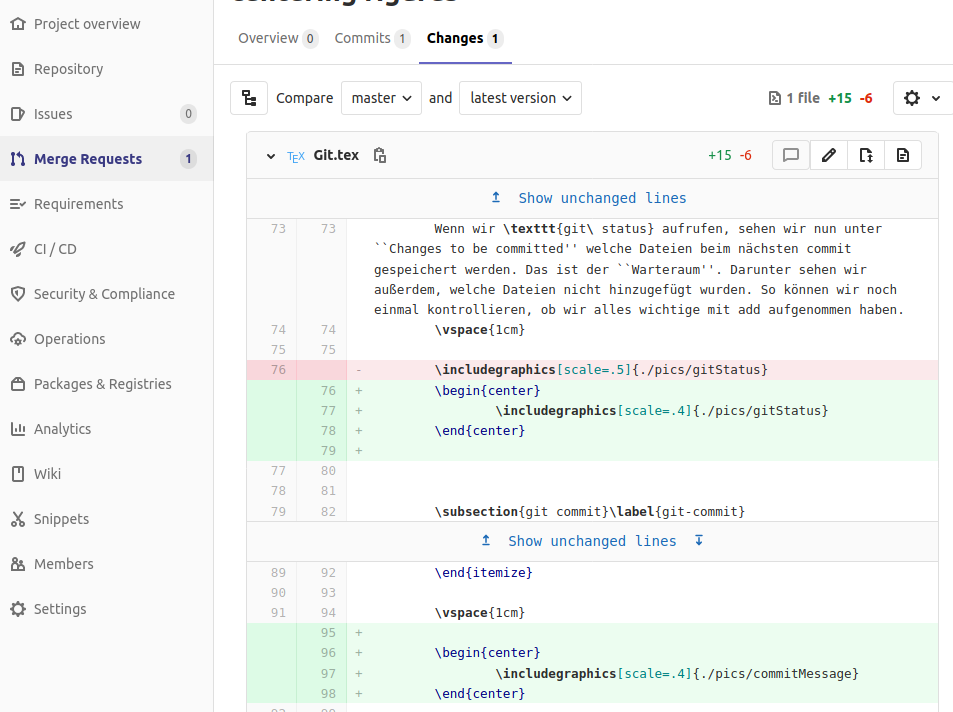 Project overview
Repository
Issues 0
Merge Requests 1
Requirements
CI / CD
Security & Compliance
Operations
Packages & Registries
Analytics
Wiki
Snippets
Members
Settings
centering figures
Overview 0 Commits 1 Changes 1
Compare master and latest version 1 file +15 -6
TEX Git.tex +15 -6
Show unchanged lines
73 73 Wenn wir \texttt{git\ status} aufrufen, sehen wir nun unter
``Changes to be committed'' welche Dateien beim nächsten commit
gespeichert werden. Das ist der ``Warteraum''. Darunter sehen wir
außerdem, welche Dateien nicht hinzugefügt wurden. So können wir noch
einmal kontrollieren, ob wir alles wichtige mit add aufgenommen haben.
74 74 \vspace{1cm}
75 75
76 - \includegraphics[scale=.5]{./pics/gitStatus}
76 + \begin{center}
77 + \includegraphics[scale=.4]{./pics/gitStatus}
78 + \end{center}
79 +
77 80
78 81
79 82 \subsection{git commit}\label{git-commit}
Show unchanged lines
89 92 \end{itemize}
90 93
91 94 \vspace{1cm}
95 +
96 + \begin{center}
97 + \includegraphics[scale=.4]{./pics/commitMessage}
98 + \end{center}